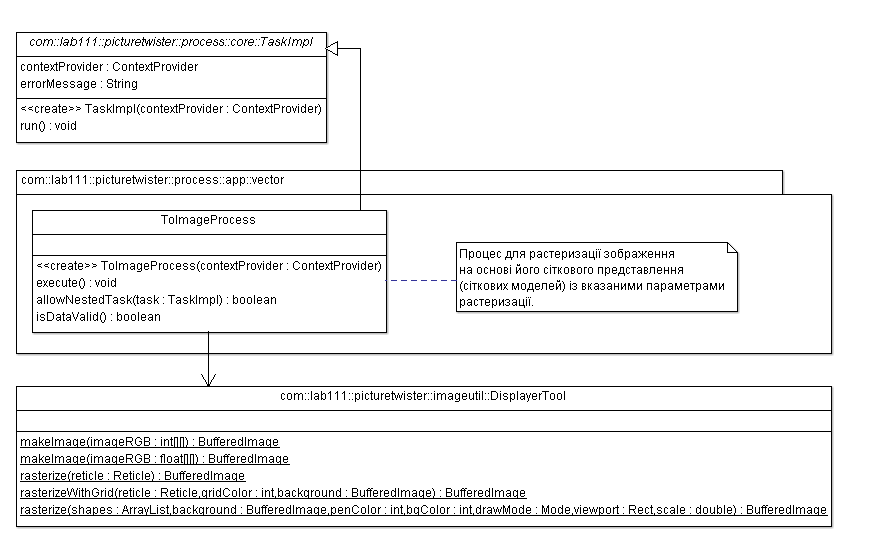 com::lab111::picturetwister::process::core::TaskImpl
contextProvider : ContextProvider
errorMessage : String
<<create>> TaskImpl(contextProvider : ContextProvider)
run() : void
com::lab111::picturetwister::process::app::vector
ToImageProcess
<<create>> ToImageProcess(contextProvider : ContextProvider)
execute() : void
allowNestedTask(task : TaskImpl) : boolean
isDataValid() : boolean
Процес для растеризації зображення
на основі його сіткового представлення
(сіткових моделей) із вказаними параметрами
растеризації.
com::lab111::picturetwister::imageutil::DisplayerTool
makeImage(imageRGB : int[][]) : BufferedImage
makeImage(imageRGB : float[][]) : BufferedImage
rasterize(reticle : Reticle) : BufferedImage
rasterizeWithGrid(reticle : Reticle,gridColor : int,background : BufferedImage) : BufferedImage
rasterize(shapes : ArrayList,background : BufferedImage,penColor : int,bgColor : int,drawMode : Mode,viewport : Rect,scale : double) : BufferedImage